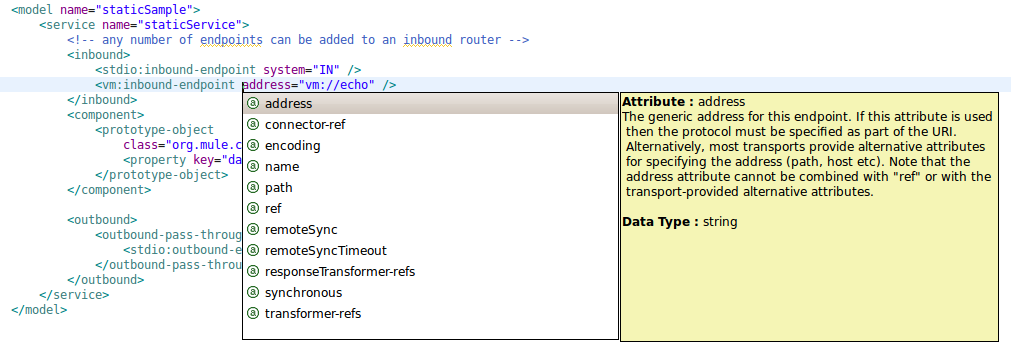 <model name="staticSample">
<service name="staticService">
<!-- any number of endpoints can be added to an inbound router -->
<inbound>
<stdio:inbound-endpoint system="IN" />
<vm:inbound-endpoint address="vm://echo" />
</inbound>
<component>
<prototype-object
class="org.mule.c
<property key="da
</prototype-object>
</component>
<outbound>
<outbound-pass-throug
<stdio:outbound-e
</outbound-pass-throu
</outbound>
</service>
</model>
address
connector-ref
encoding
name
path
ref
remoteSync
remoteSyncTimeout
responseTransformer-refs
synchronous
transformer-refs
Attribute : address
The generic address for this endpoint. If this attribute is used
then the protocol must be specified as part of the URI.
Alternatively, most transports provide alternative attributes
for specifying the address (path, host etc). Note that the
address attribute cannot be combined with "ref" or with the
transport-provided alternative attributes.
Data Type : string